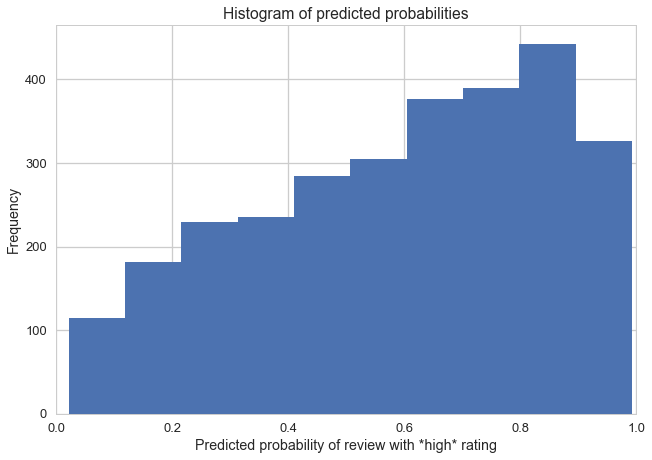 Histogram of predicted probabilities
400
300
200
100
0
Frequency
0.0 0.2 0.4 0.6 0.8 1.0
Predicted probability of review with *high* rating